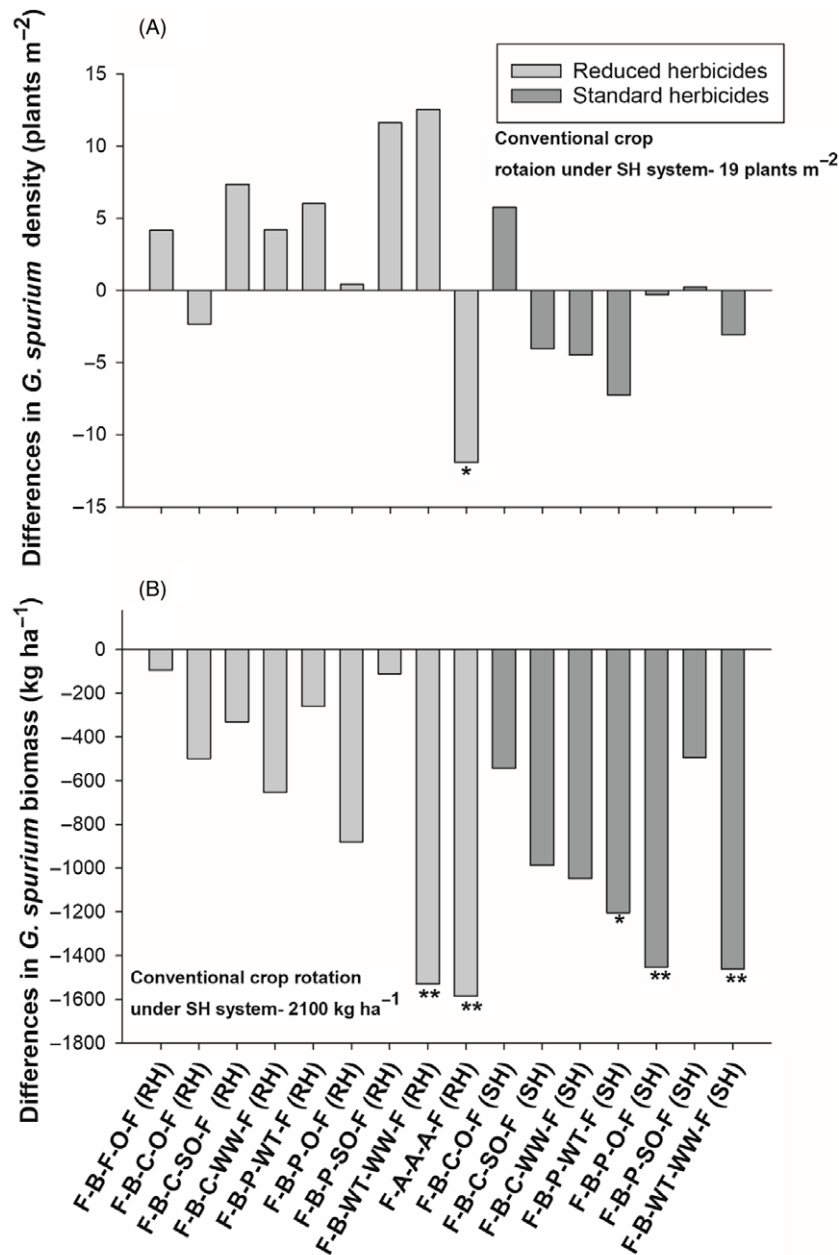 (A)
Differences in G. spurium density (plants m⁻²)
15
10
5
0
−5
−10
−15
Reduced herbicides
Standard herbicides
Conventional crop
rotaion under SH system- 19 plants m⁻²
*
(B)
Differences in G. spurium biomass (kg ha⁻¹)
0
−200
−400
−600
−800
−1000
−1200
−1400
−1600
−1800
Conventional crop rotation
under SH system- 2100 kg ha⁻¹
**
**
*
**
**
F-B-F-O-F (RH)
F-B-C-O-F (RH)
F-B-C-SO-F (RH)
F-B-C-WW-F (RH)
F-B-P-WT-F (RH)
F-B-P-O-F (RH)
F-B-P-SO-F (RH)
F-B-WT-WW-F (RH)
F-A-A-A-F (RH)
F-B-C-O-F (SH)
F-B-C-SO-F (SH)
F-B-C-WW-F (SH)
F-B-P-WT-F (SH)
F-B-P-O-F (SH)
F-B-P-SO-F (SH)
F-B-WT-WW-F (SH)